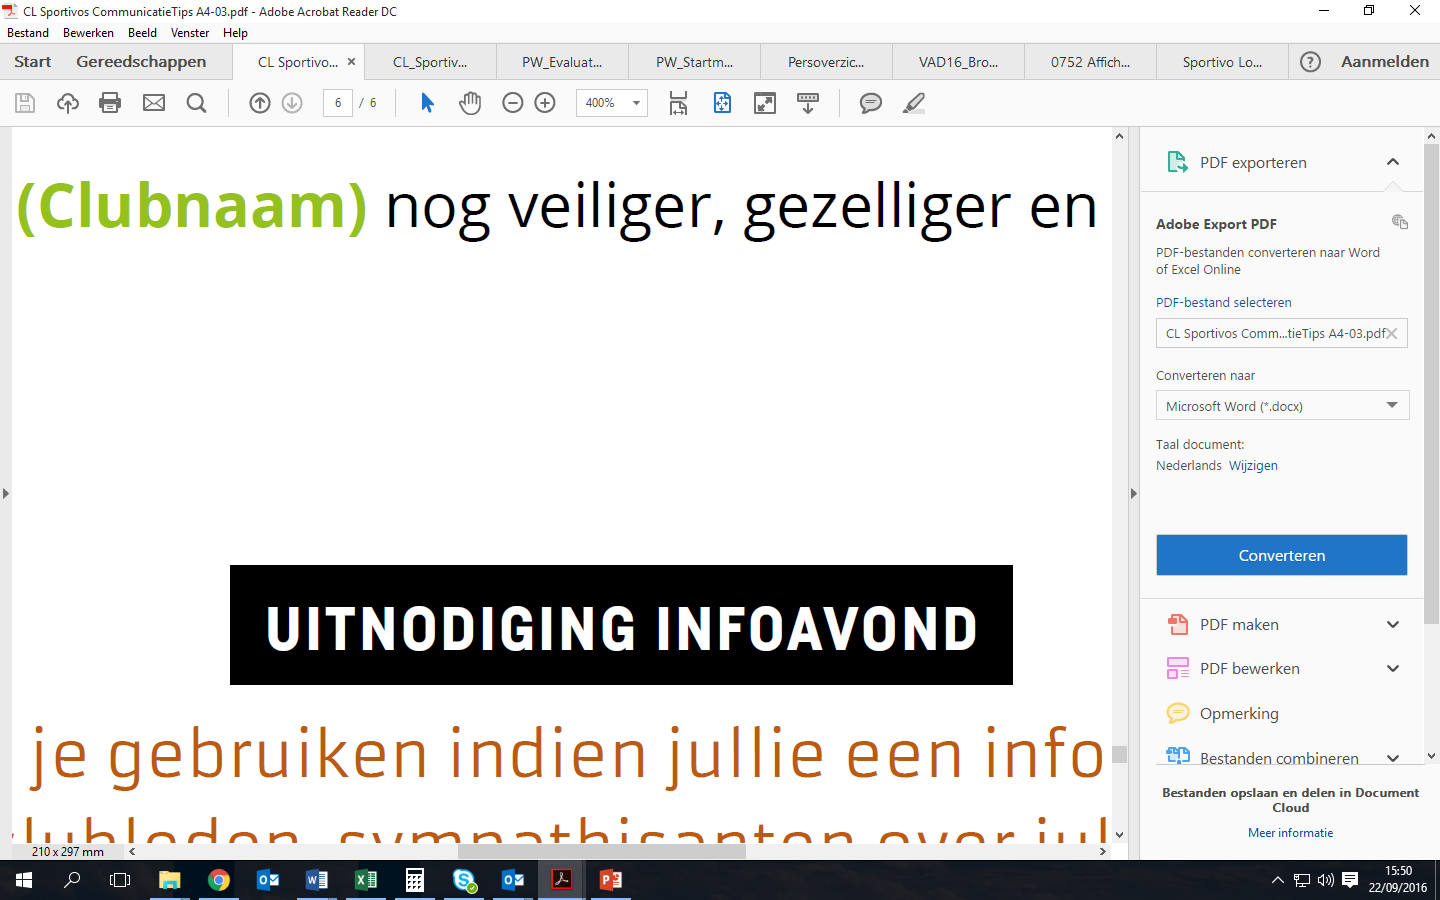 CL Sportivos CommunicatieTips A4-03.pdf - Adobe Acrobat Reader DC
Bestand Bewerken Beeld Venster Help
Start Gereedschappen CL Sportivo... × CL_Sportiv... PW_Evaluat... PW_Startm... Persoverzic... VAD16_Bro... 0752 Affich... Sportivo Lo... ? Aanmelden
6 / 6 400%
(Clubnaam) nog veiliger, gezelliger en
UITNODIGING INFOAVOND
je gebruiken indien jullie een info
clubleden, sympathisanten over jul
210 x 297 mm
PDF exporteren
Adobe Export PDF
PDF-bestanden converteren naar Word
of Excel Online
PDF-bestand selecteren
CL Sportivos Comm...tieTips A4-03.pdf
Converteren naar
Microsoft Word (*.docx)
Taal document:
Nederlands Wijzigen
Converteren
PDF maken
PDF bewerken
Opmerking
Bestanden combineren
Bestanden opslaan en delen in Document
Cloud
Meer informatie
15:50
22/09/2016